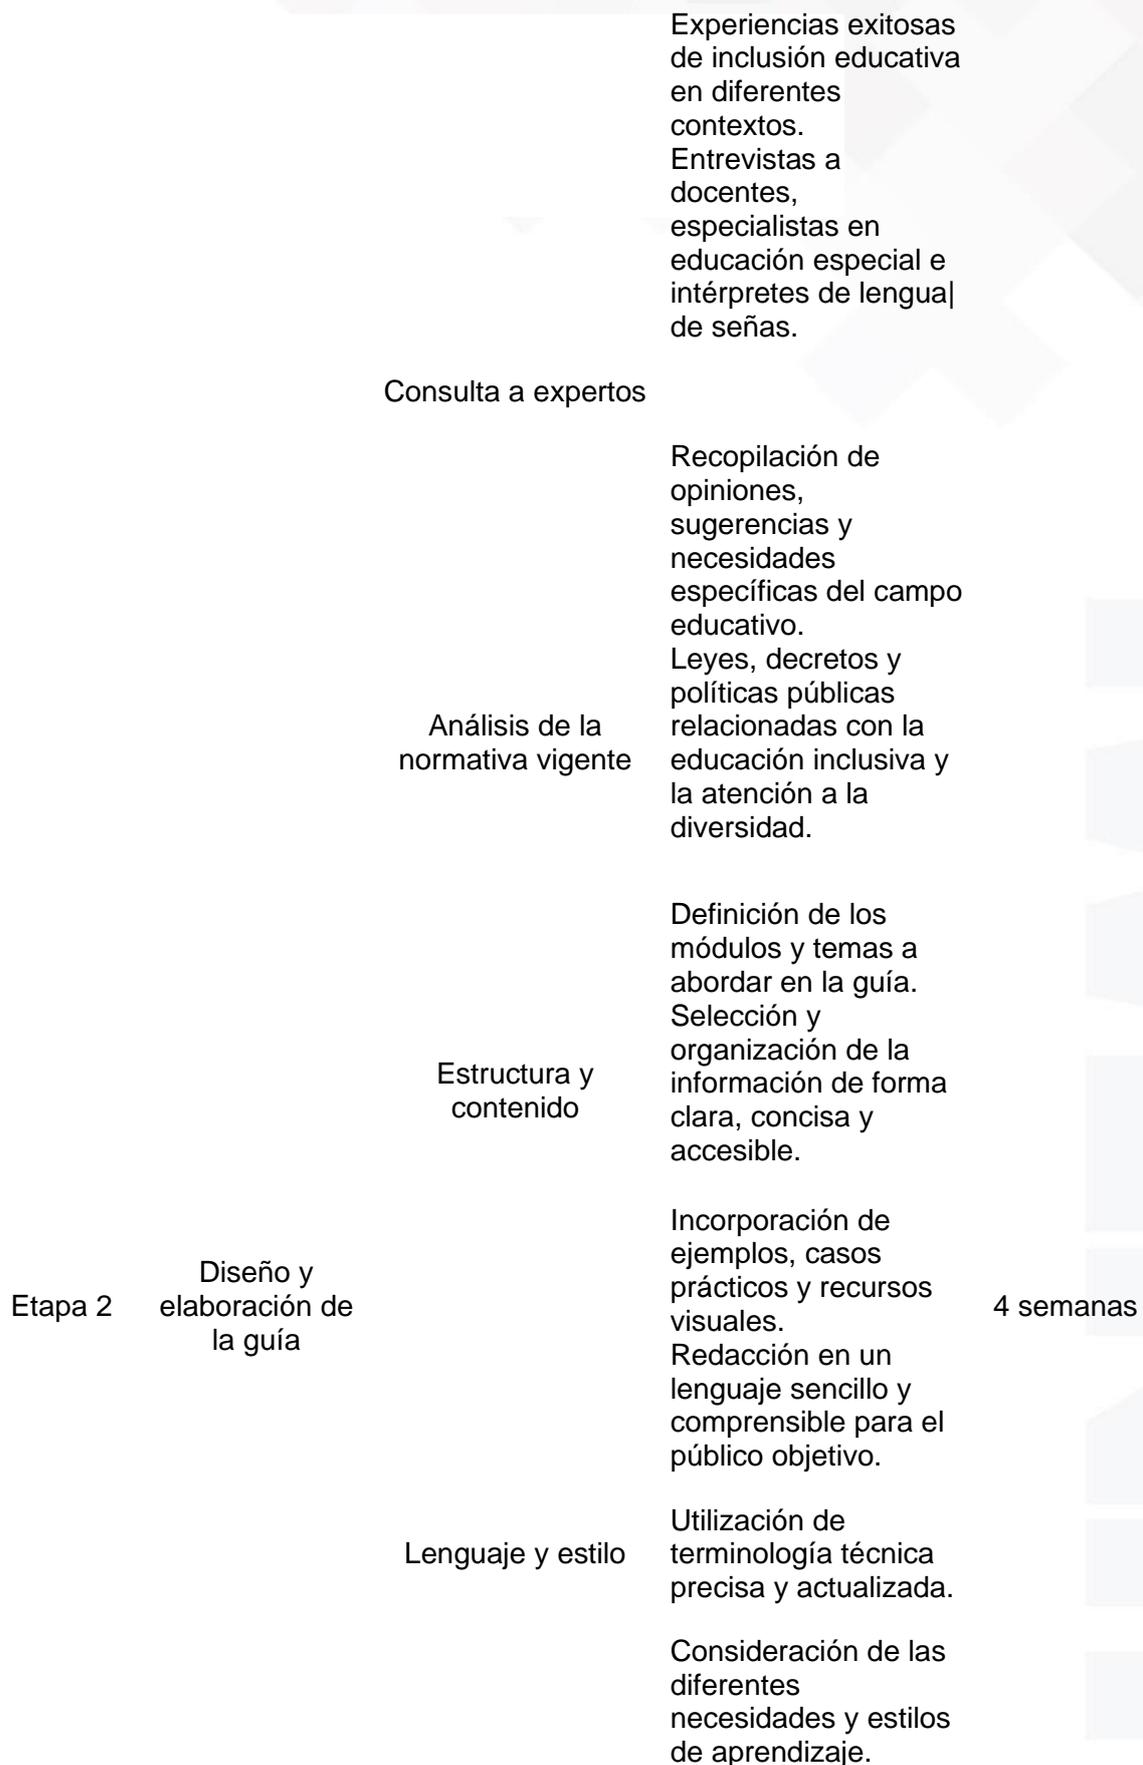 Experiencias exitosas
de inclusión educativa
en diferentes
contextos.
Entrevistas a
docentes,
especialistas en
educación especial e
intérpretes de lengua|
de señas.
Consulta a expertos
Recopilación de
opiniones,
sugerencias y
necesidades
específicas del campo
educativo.
Análisis de la
normativa vigente
Leyes, decretos y
políticas públicas
relacionadas con la
educación inclusiva y
la atención a la
diversidad.
Etapa 2
Diseño y
elaboración de
la guía
Estructura y
contenido
Definición de los
módulos y temas a
abordar en la guía.
Selección y
organización de la
información de forma
clara, concisa y
accesible.
Incorporación de
ejemplos, casos
prácticos y recursos
visuales.
4 semanas
Lenguaje y estilo
Redacción en un
lenguaje sencillo y
comprensible para el
público objetivo.
Utilización de
terminología técnica
precisa y actualizada.
Consideración de las
diferentes
necesidades y estilos
de aprendizaje.